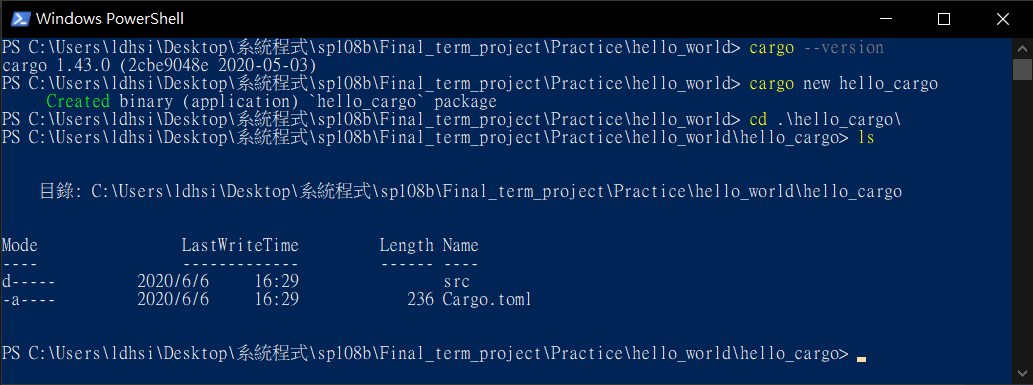 Windows PowerShell
PS C:\Users\ldhsi\Desktop\系統程式\sp108b\Final_term_project\Practice\hello_world> cargo --version
cargo 1.43.0 (2cbe9048e 2020-05-03)
PS C:\Users\ldhsi\Desktop\系統程式\sp108b\Final_term_project\Practice\hello_world> cargo new hello_cargo
     Created binary (application) `hello_cargo` package
PS C:\Users\ldhsi\Desktop\系統程式\sp108b\Final_term_project\Practice\hello_world> cd .\hello_cargo\
PS C:\Users\ldhsi\Desktop\系統程式\sp108b\Final_term_project\Practice\hello_world\hello_cargo> ls
    目錄: C:\Users\ldhsi\Desktop\系統程式\sp108b\Final_term_project\Practice\hello_world\hello_cargo
Mode                LastWriteTime         Length Name
----                -------------         ------ ----
d-----         2020/6/6     16:29                src
-a----         2020/6/6     16:29            236 Cargo.toml
PS C:\Users\ldhsi\Desktop\系統程式\sp108b\Final_term_project\Practice\hello_world\hello_cargo>